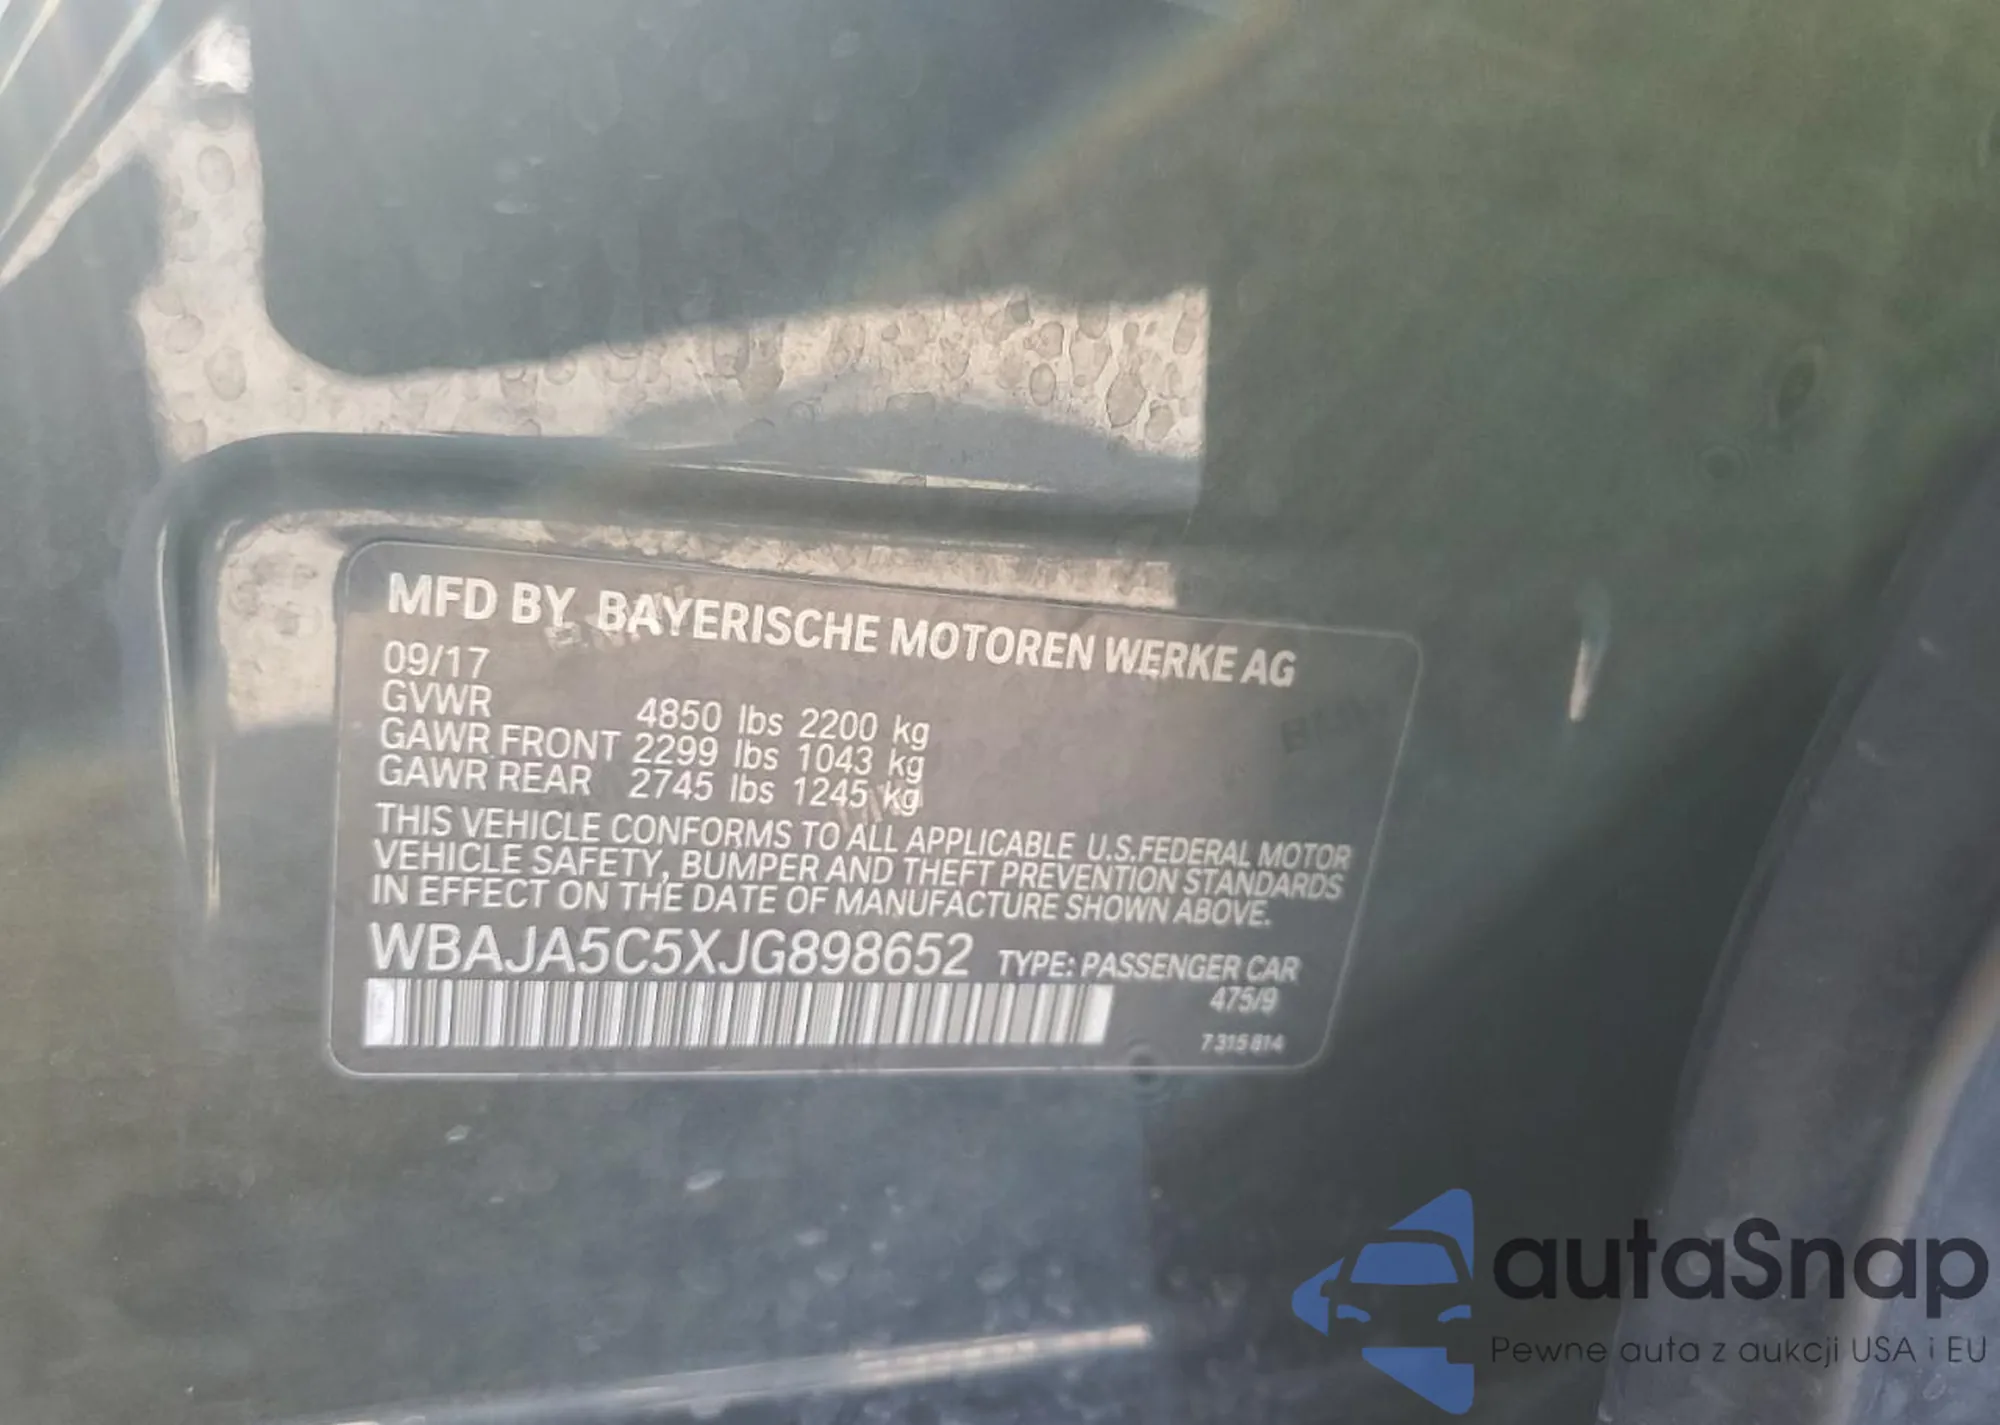 MFD BY BAYERISCHE MOTOREN WERKE AG
09/17
GVWR 4850 lbs 2200 kg
GAWR FRONT 2299 lbs 1043 kg
GAWR REAR 2745 lbs 1245 kg
THIS VEHICLE CONFORMS TO ALL APPLICABLE U.S.FEDERAL MOTOR
VEHICLE SAFETY, BUMPER AND THEFT PREVENTION STANDARDS
IN EFFECT ON THE DATE OF MANUFACTURE SHOWN ABOVE.
WBAJA5C5XJG898652 TYPE: PASSENGER CAR
475/9
7 315 814
autaSnap
Pewne auta z aukcji USA i EU